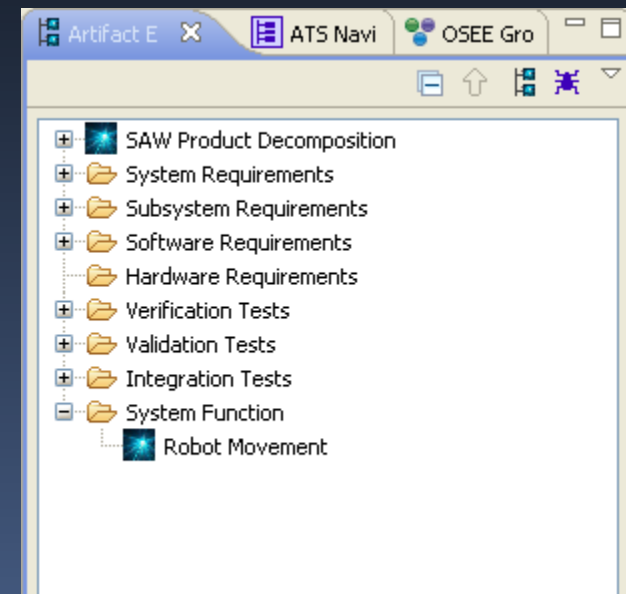 Artifact E ATS Navi OSEE Gro
SAW Product Decomposition
System Requirements
Subsystem Requirements
Software Requirements
Hardware Requirements
Verification Tests
Validation Tests
Integration Tests
System Function
Robot Movement